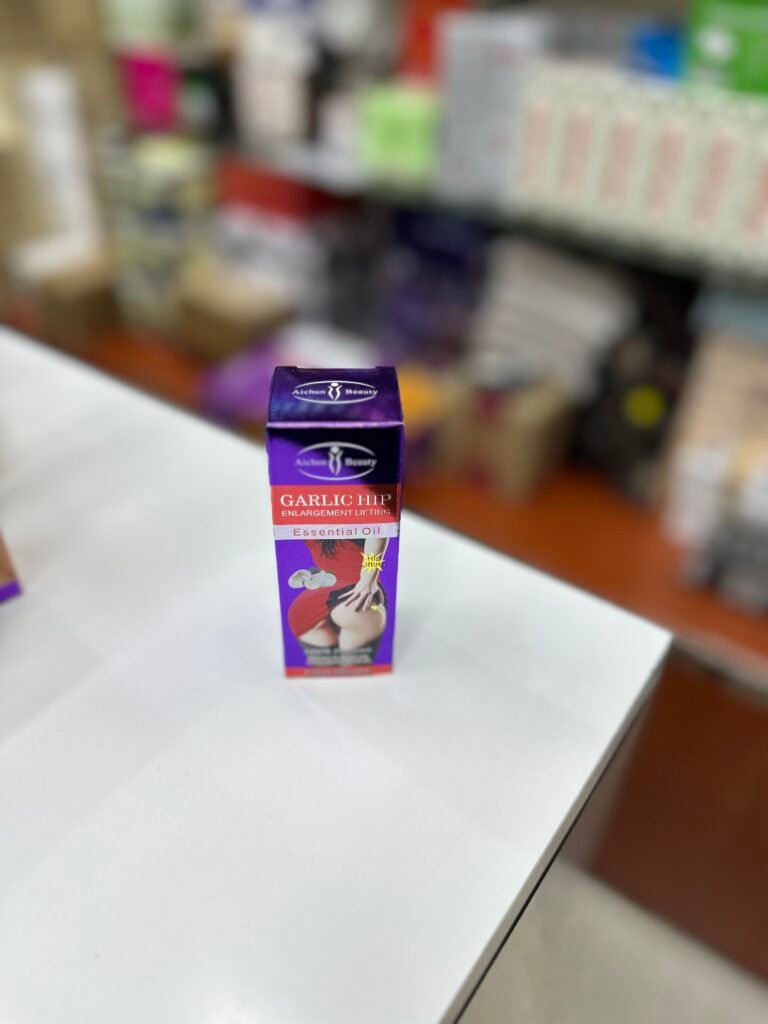 Aichun Beauty
Aichun Beauty
GARLIC HIP
ENLARGEMENT LIFTING
Essential Oil
Hip
Lifting